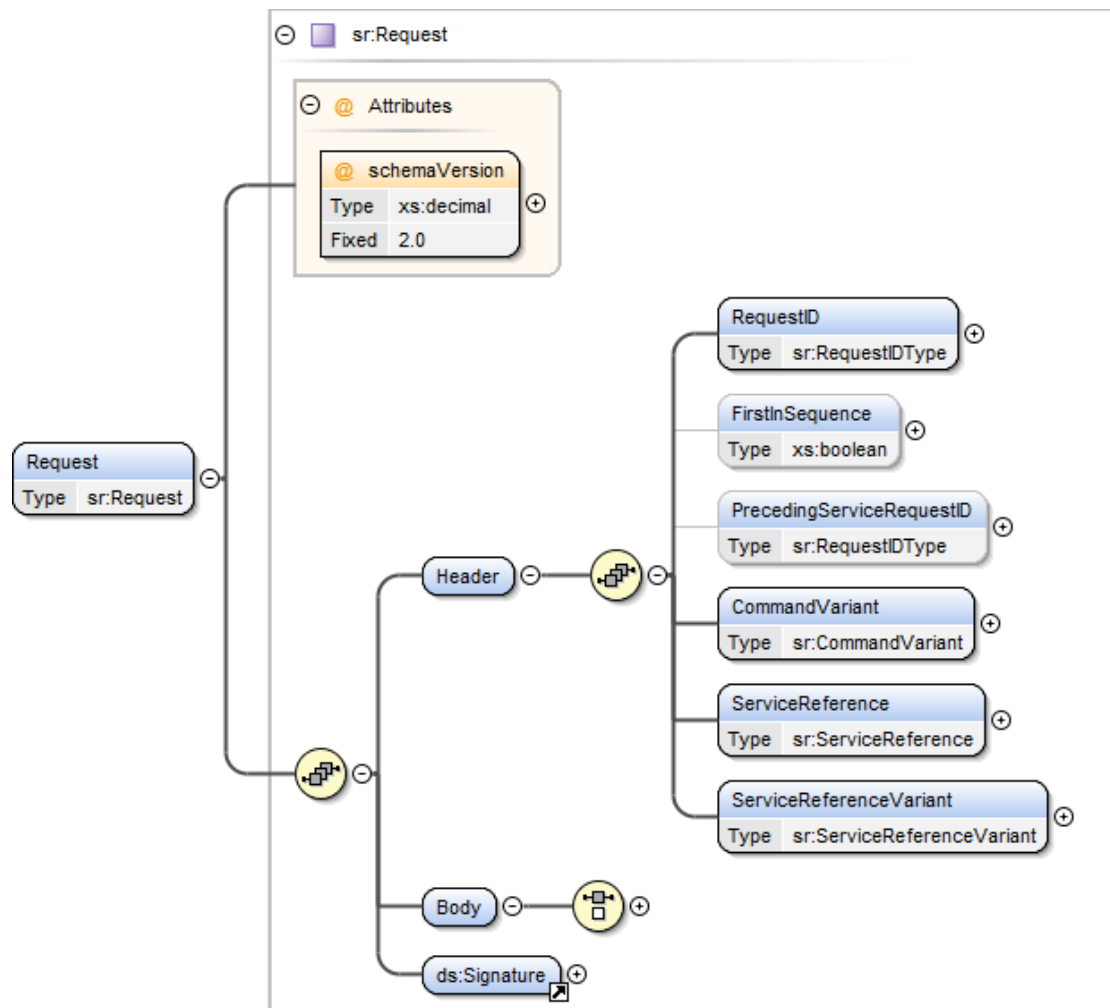 sr:Request
@ Attributes
@ schemaVersion
Type xs:decimal
Fixed 2.0
RequestID
Type sr:RequestIDType
FirstInSequence
Type xs:boolean
Request
Type sr:Request
PrecedingServiceRequestID
Type sr:RequestIDType
Header
CommandVariant
Type sr:CommandVariant
ServiceReference
Type sr:ServiceReference
ServiceReferenceVariant
Type sr:ServiceReferenceVariant
Body
ds:Signature